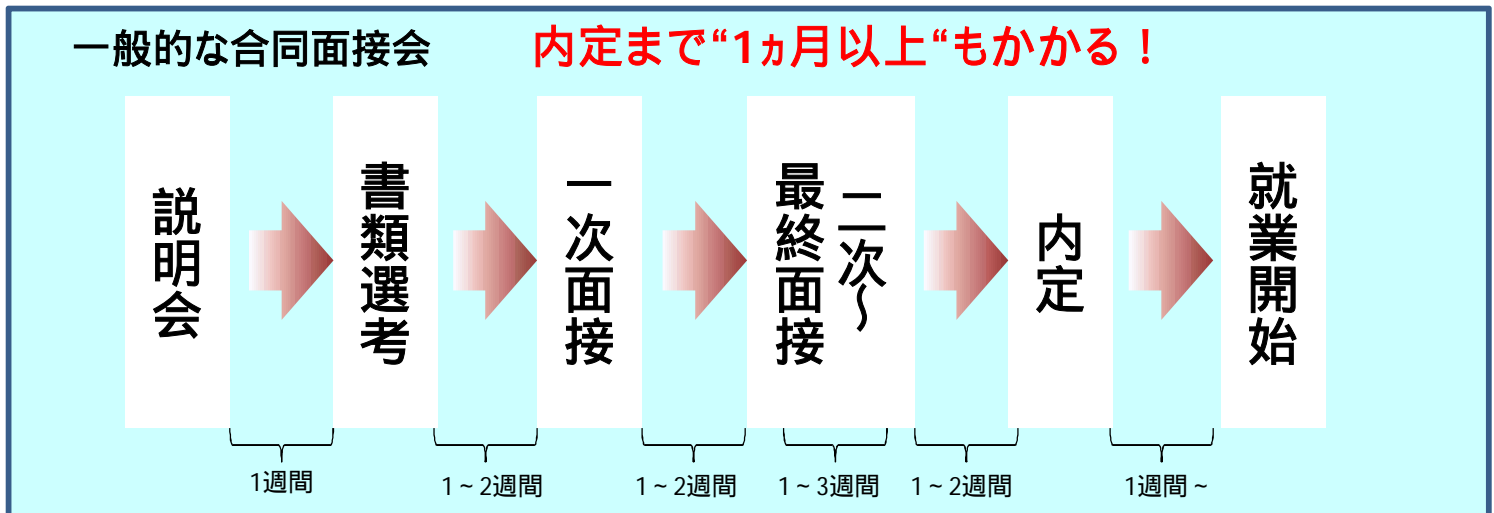 一般的な合同面接会
内定まで“1ヵ月以上“もかかる！
説明会
書類選考
一次面接
二次～
最終面接
内定
就業開始
1週間
1~2週間
1~2週間
1~3週間
1~2週間
1週間~